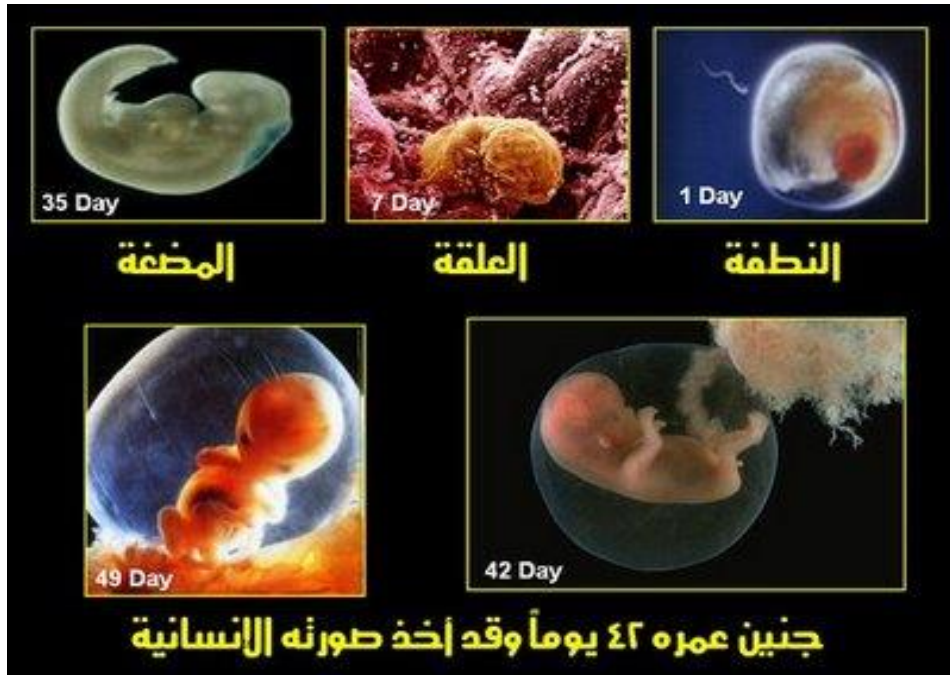 1 Day
7 Day
35 Day
النطفة
العلقة
المضغة
42 Day
49 Day
جنين عمره ٤٢ يوماً وقد أخذ صورته الانسانية